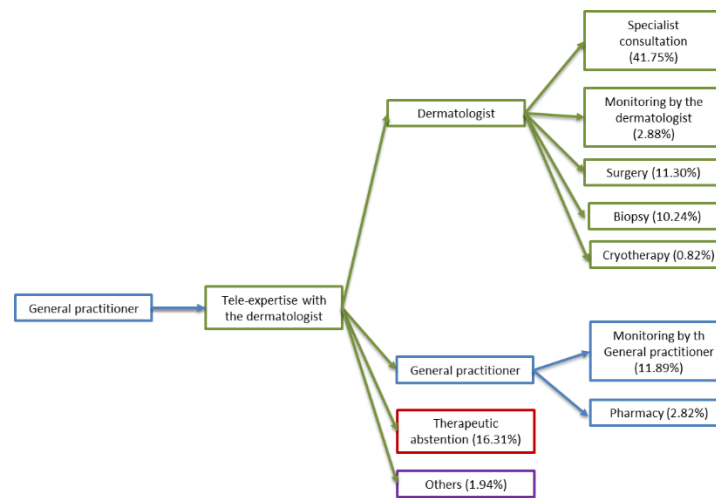 Specialist
consultation
(41.75%)
Monitoring by the
dermatologist
(2.88%)
Dermatologist
Surgery (11.30%)
Biopsy (10.24%)
Cryotherapy (0.82%)
General practitioner
Tele-expertise with
the dermatologist
Monitoring by th
General practitioner
(11.89%)
General practitioner
Pharmacy (2.82%)
Therapeutic
abstention (16.31%)
Others (1.94%)